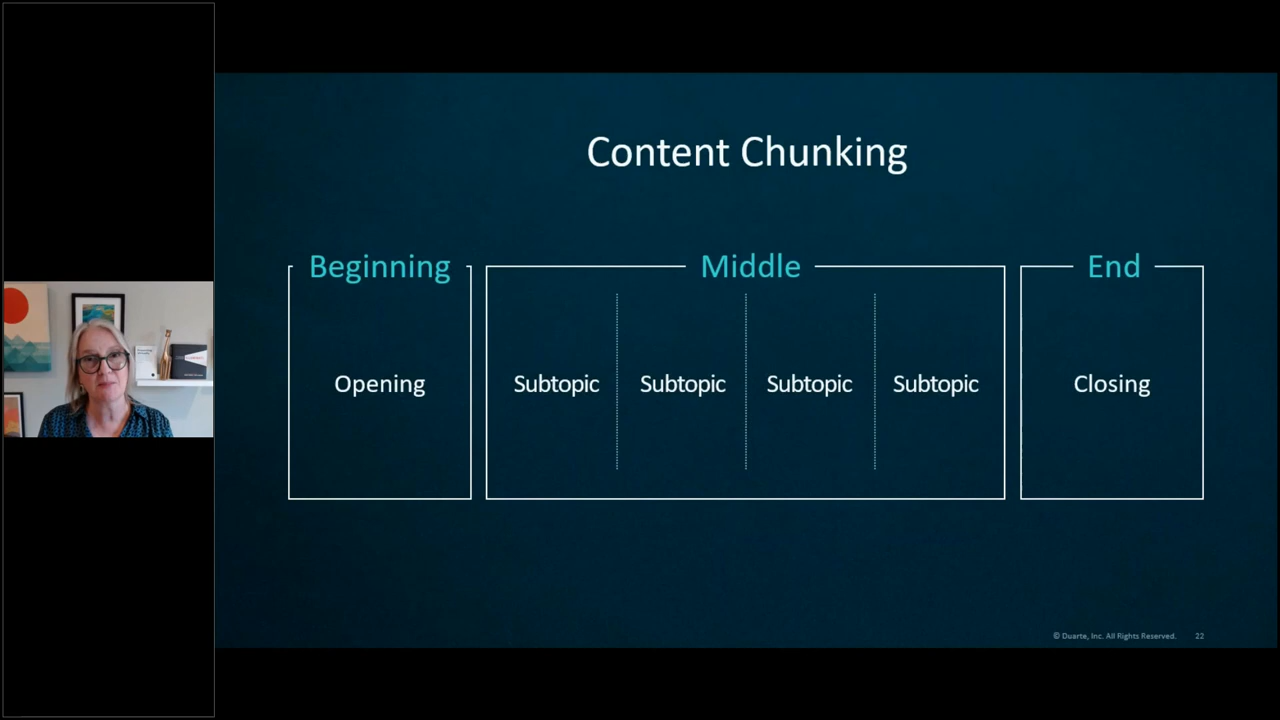 Content Chunking
Beginning
Middle
End
Opening
Subtopic
Subtopic
Subtopic
Subtopic
Closing
© Duarte, Inc. All Rights Reserved.
22